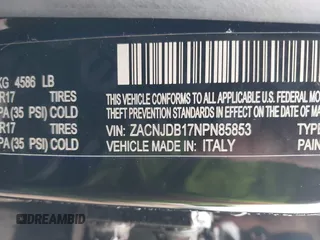 KG 4586 LB
R17 TIRES
PA(35 PSI) COLD
R17 TIRES
PA(35 PSI) COLD
THIS VEHICLE CONFORMS TO ALL APPLICABLE U.S. FEDERAL MO
THEFT PREVENTION STANDARDS IN EFFECT ON THE DATE OF MA
VIN: ZACNJDB17NPN85853 TYPE
VEHICLE MADE IN: ITALY PAIN
DREAMBID